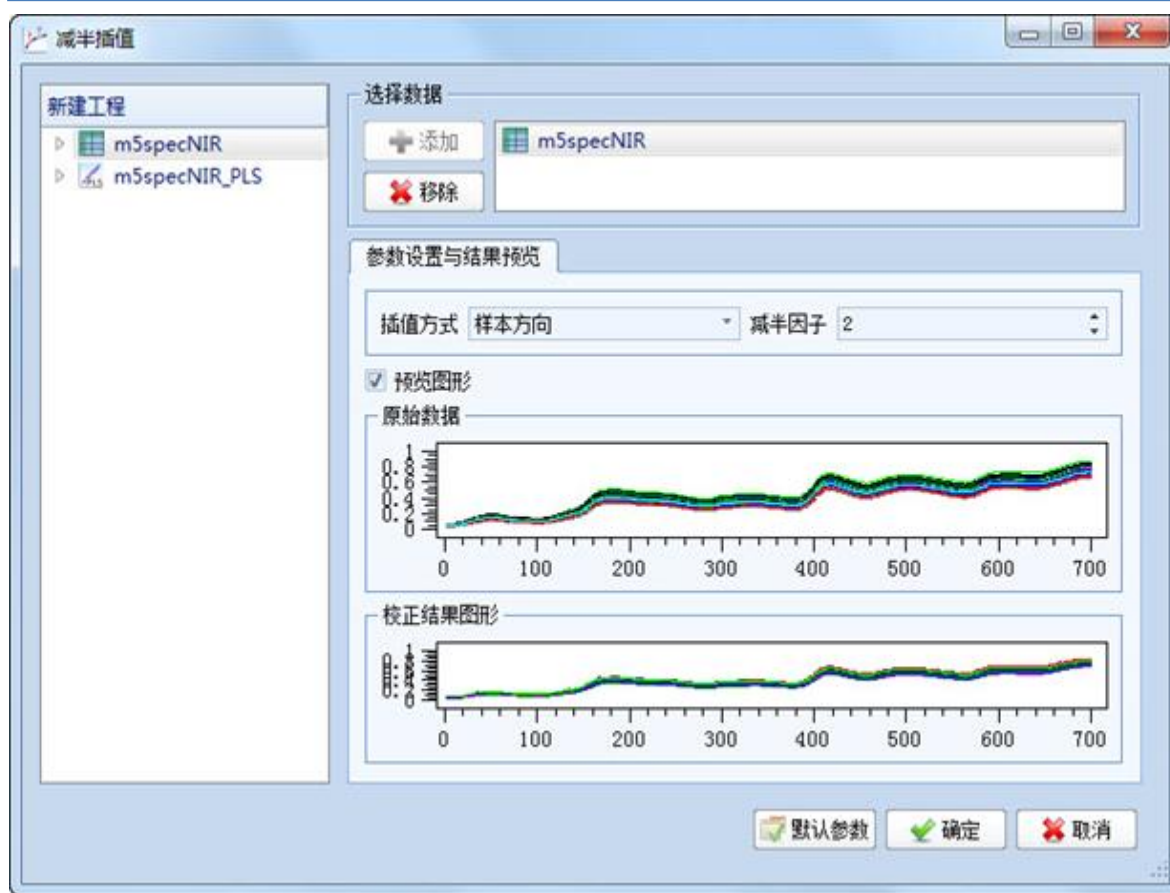 减半插值
新建工程
m5specNIR
m5specNIR_PLS
选择数据
添加
m5specNIR
移除
参数设置与结果预览
插值方式 样本方向 减半因子 2
预览图形
原始数据
1
0.8
0.6
0.4
0.2
0
0 100 200 300 400 500 600 700
校正结果图形
1
0
0 100 200 300 400 500 600 700
默认参数 确定 取消